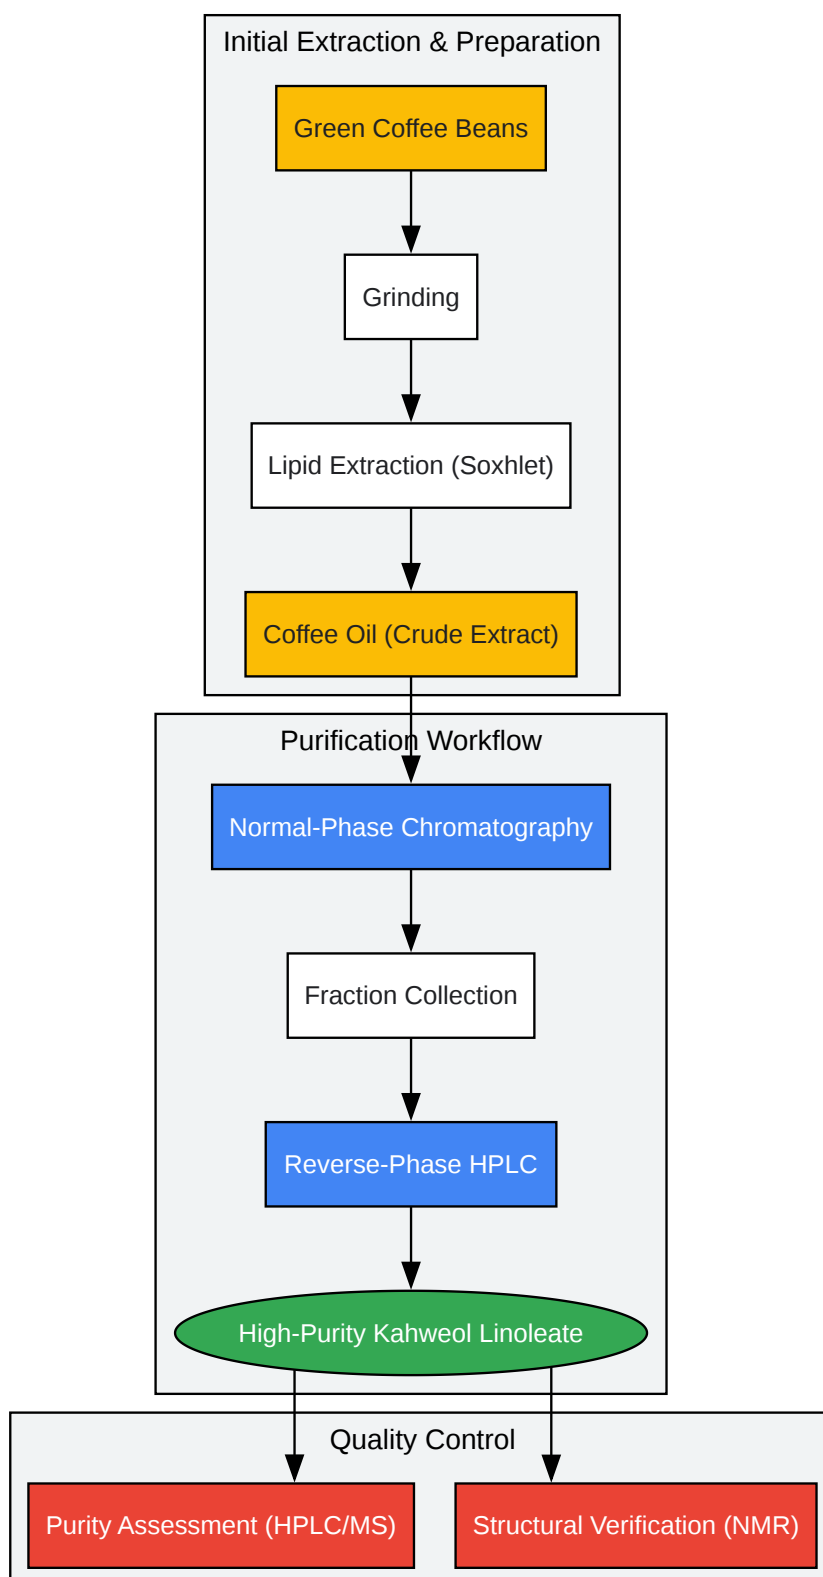 Initial Extraction & Preparation
Green Coffee Beans
Grinding
Lipid Extraction (Soxhlet)
Coffee Oil (Crude Extract)
Purification Workflow
Normal-Phase Chromatography
Fraction Collection
Reverse-Phase HPLC
High-Purity Kahweol Linoleate
Quality Control
Purity Assessment (HPLC/MS)
Structural Verification (NMR)